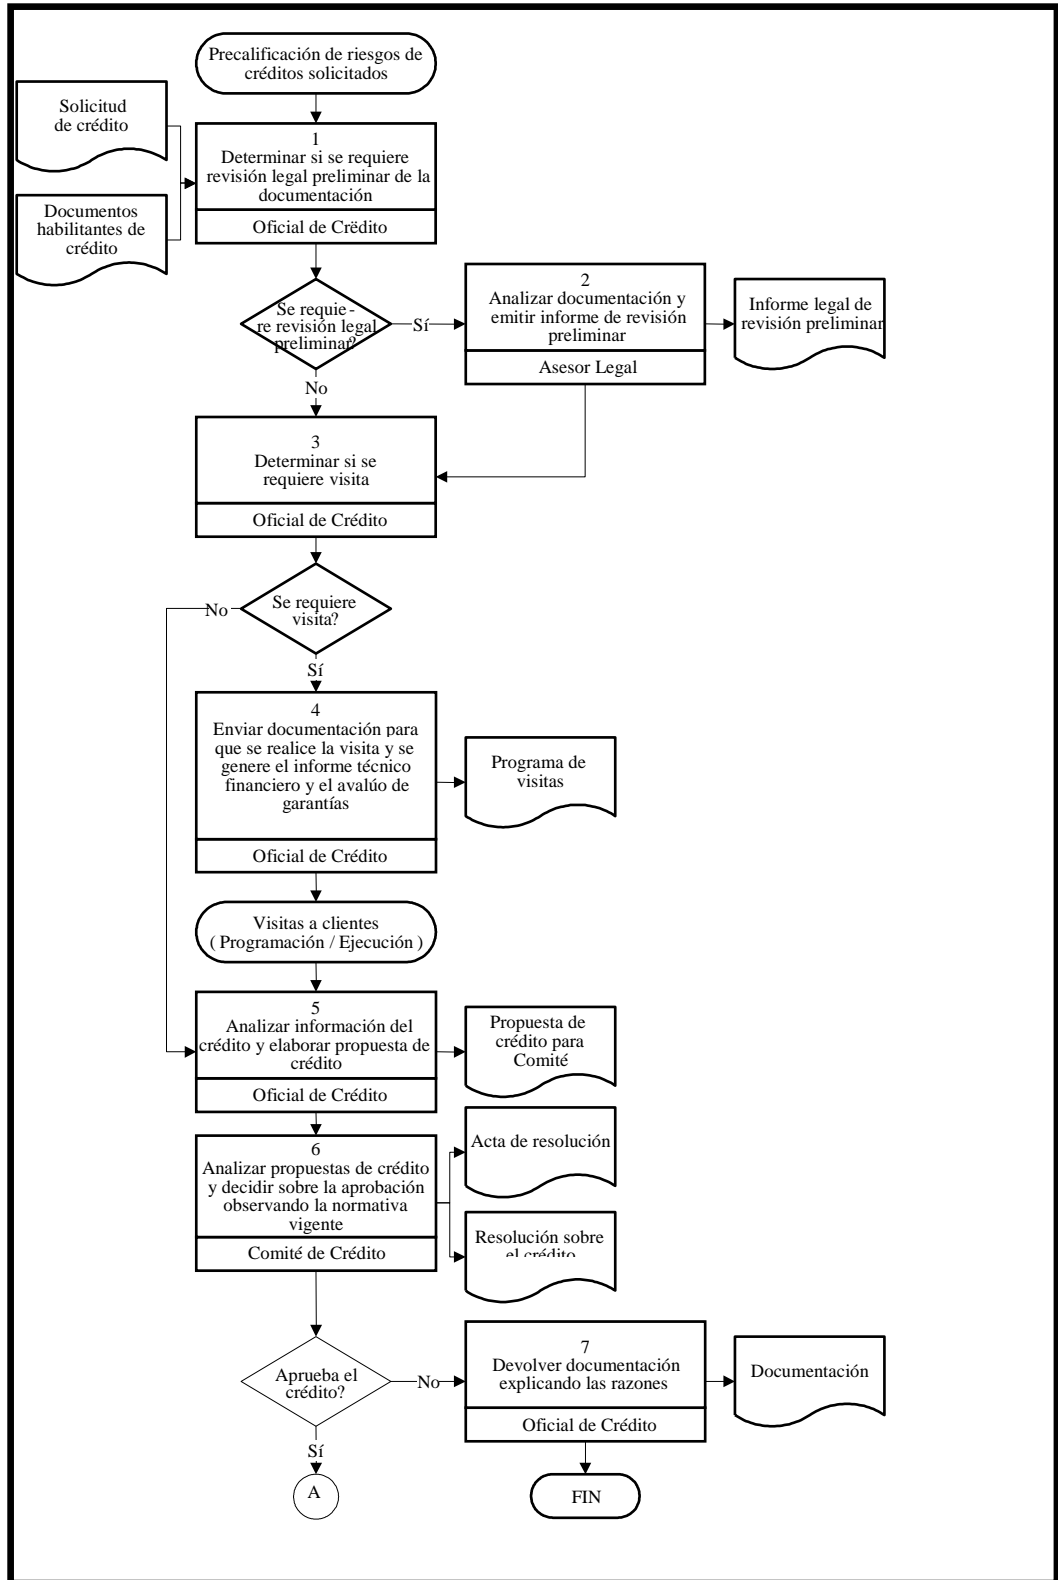 Precalificación de riesgos de
créditos solicitados
Solicitud
de crédito
Documentos
habilitantes de
crédito
1
Determinar si se requiere
revisión legal preliminar de la
documentación
Oficial de Crëdito
Se requie-
re revisión legal
preliminar?
Sí
No
2
Analizar documentación y
emitir informe de revisión
preliminar
Asesor Legal
Informe legal de
revisión preliminar
3
Determinar si se
requiere visita
Oficial de Crédito
Se requiere
visita?
No
Sí
4
Enviar documentación para
que se realice la visita y se
genere el informe técnico
financiero y el avalúo de
garantías
Oficial de Crédito
Programa de
visitas
Visitas a clientes
( Programación / Ejecución )
5
Analizar información del
crédito y elaborar propuesta de
crédito
Oficial de Crédito
Propuesta de
crédito para
Comité
6
Analizar propuestas de crédito
y decidir sobre la aprobación
observando la normativa
vigente
Comité de Crédito
Acta de resolución
Resolución sobre
el crédito
Aprueba el
crédito?
No
Sí
7
Devolver documentación
explicando las razones
Oficial de Crédito
Documentación
A
FIN